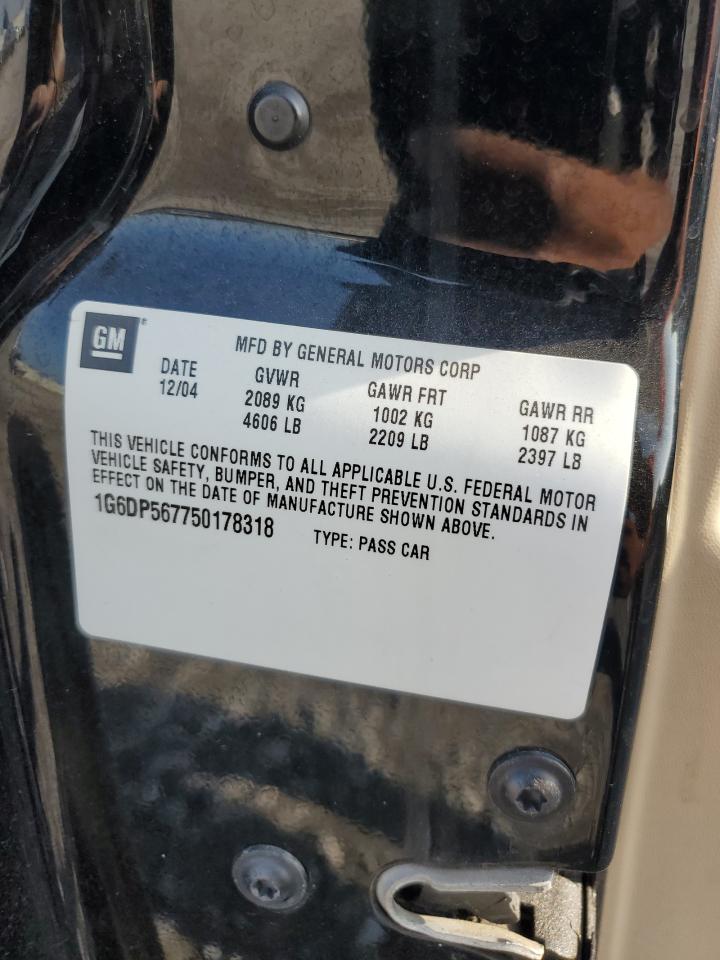 GM®
MFD BY GENERAL MOTORS CORP
DATE GVWR GAWR FRT GAWR RR
12/04 2089 KG 1002 KG 1087 KG
4606 LB 2209 LB 2397 LB
THIS VEHICLE CONFORMS TO ALL APPLICABLE U.S. FEDERAL MOTOR
VEHICLE SAFETY, BUMPER, AND THEFT PREVENTION STANDARDS IN
EFFECT ON THE DATE OF MANUFACTURE SHOWN ABOVE.
1G6DP567750178318 TYPE: PASS CAR